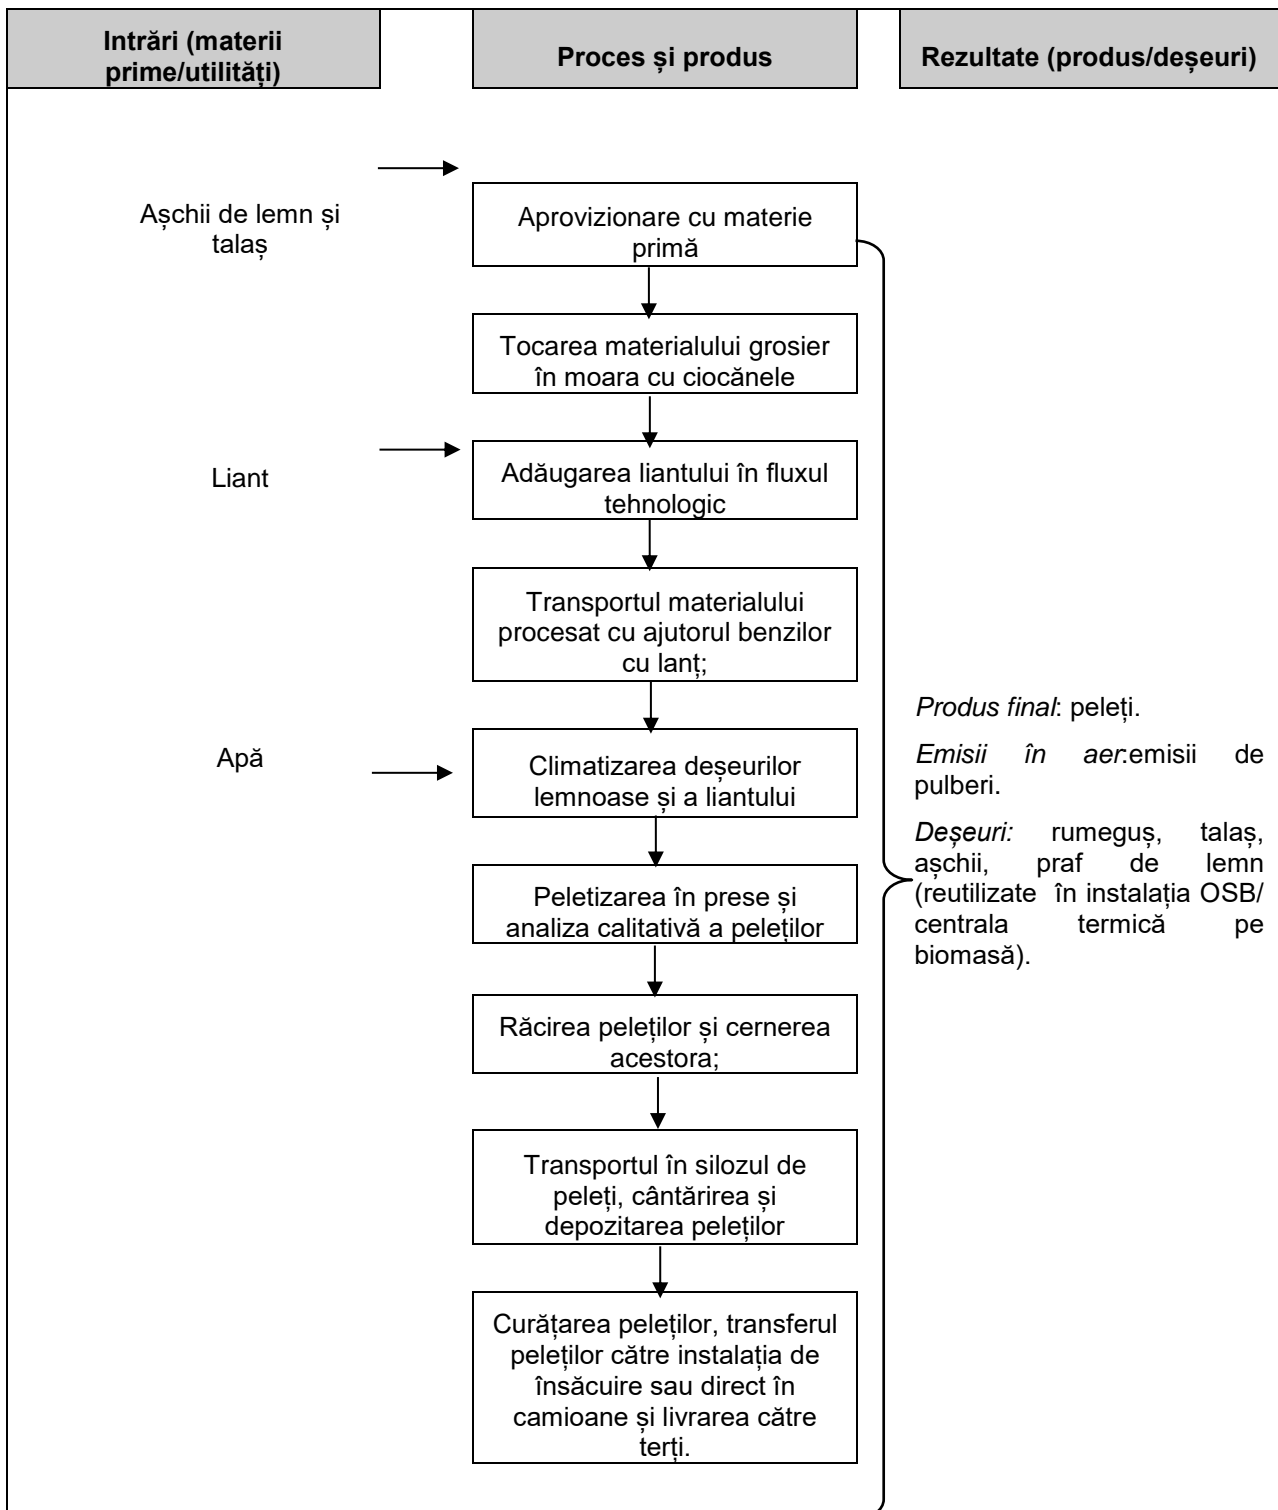 Intrări (materii
prime/utilități)
Proces și produs
Rezultate (produs/deșeuri)
Așchii de lemn și
talaș
Aprovizionare cu materie
primă
Tocarea materialului grosier
în moara cu ciocănele
Liant
Adăugarea liantului în fluxul
tehnologic
Transportul materialului
procesat cu ajutorul benzilor
cu lanț;
Apă
Climatizarea deșeurilor
lemnoase și a liantului
Peletizarea în prese și
analiza calitativă a peleților
Răcirea peleților și cernerea
acestora;
Transportul în silozul de
peleți, cântărirea și
depozitarea peleților
Curățarea peleților, transferul
peleților către instalația de
însăcuire sau direct în
camioane și livrarea către
terți.
Produs final: peleți.
Emisii în aer:emisii de
pulberi.
Deșeuri: rumeguș, talaș,
așchii, praf de lemn
(reutilizate în instalația OSB/
centrala termică pe
biomasă).